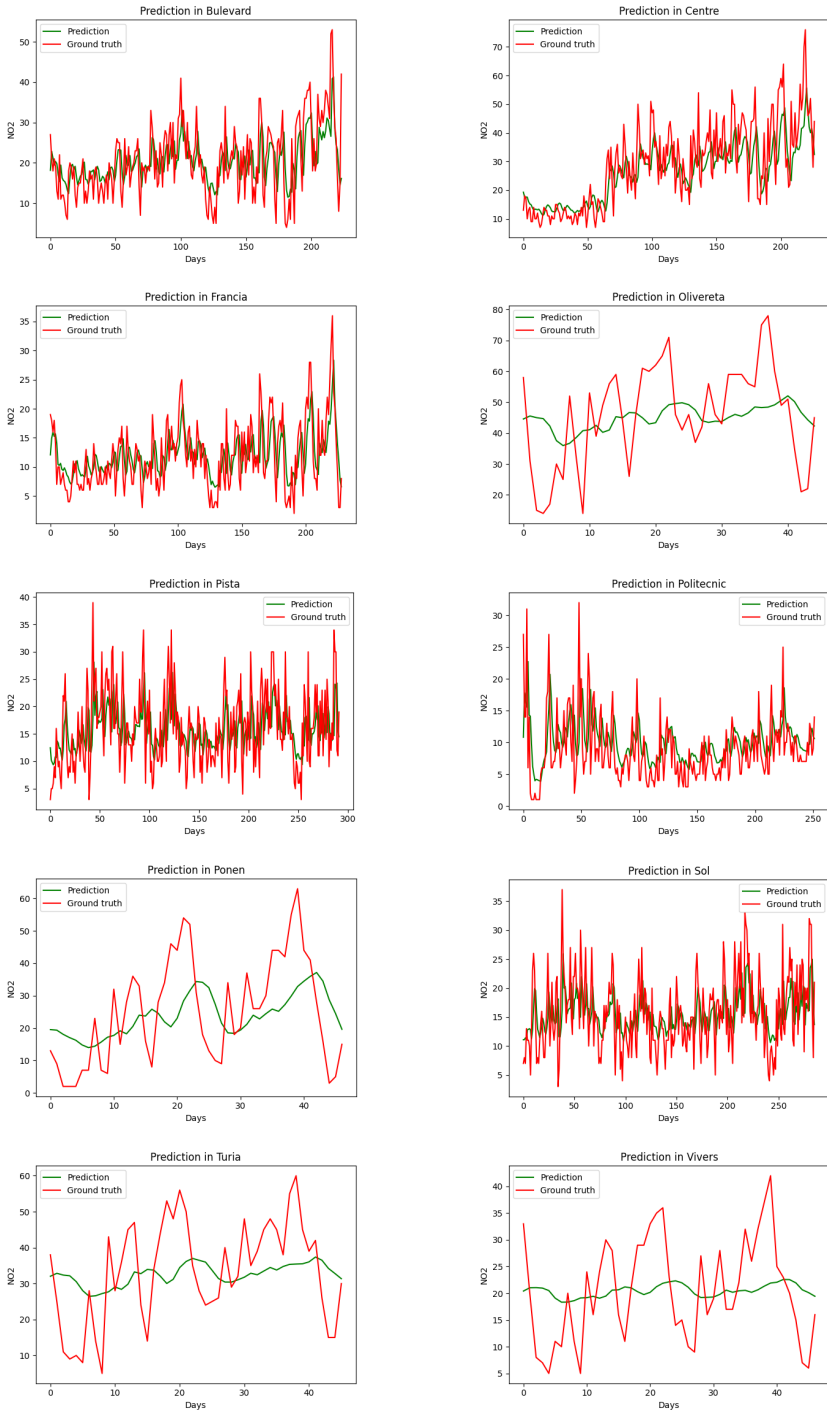 Prediction in Bulevard
Prediction
Ground truth
50
40
30
20
10
NO2
0 50 100 150 200
Days
Prediction in Centre
Prediction
Ground truth
70
60
50
40
30
20
10
NO2
0 50 100 150 200
Days
Prediction in Francia
Prediction
Ground truth
35
30
25
20
15
10
5
NO2
0 50 100 150 200
Days
Prediction in Olivereta
Prediction
Ground truth
80
70
60
50
40
30
20
NO2
0 10 20 30 40
Days
Prediction in Pista
Prediction
Ground truth
40
35
30
25
20
15
10
5
NO2
0 50 100 150 200 250 300
Days
Prediction in Politecnic
Prediction
Ground truth
30
25
20
15
10
5
0
NO2
0 50 100 150 200 250
Days
Prediction in Ponen
Prediction
Ground truth
60
50
40
30
20
10
0
NO2
0 10 20 30 40
Days
Prediction in Sol
Prediction
Ground truth
35
30
25
20
15
10
5
NO2
0 50 100 150 200 250
Days
Prediction in Turia
Prediction
Ground truth
60
50
40
30
20
10
NO2
0 10 20 30 40
Days
Prediction in Vivers
Prediction
Ground truth
40
35
30
25
20
15
10
5
NO2
0 10 20 30 40
Days